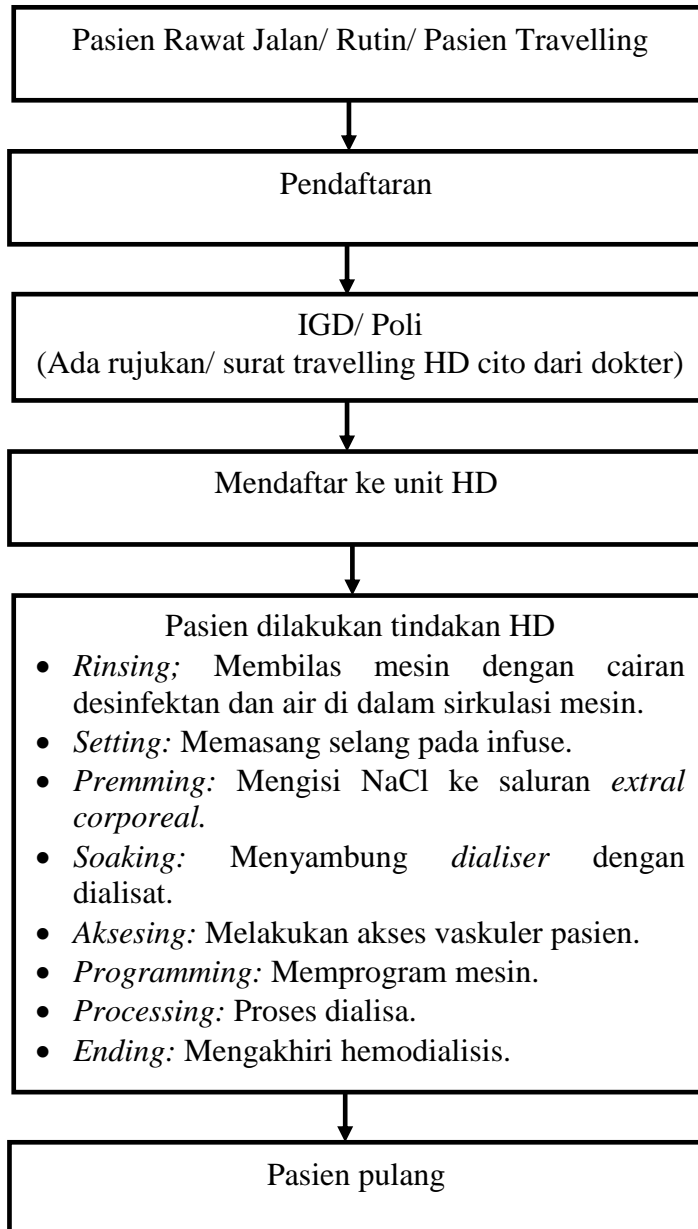 Pasien Rawat Jalan/ Rutin/ Pasien Travelling
Pendaftaran
IGD/ Poli
(Ada rujukan/ surat travelling HD cito dari dokter)
Mendaftar ke unit HD
Pasien dilakukan tindakan HD
• Rinsing; Membilas mesin dengan cairan
desinfektan dan air di dalam sirkulasi mesin.
• Setting: Memasang selang pada infuse.
• Premming: Mengisi NaCl ke saluran extral
corporeal.
• Soaking: Menyambung dialiser dengan
dialisat.
• Aksesing: Melakukan akses vaskuler pasien.
• Programming: Memprogram mesin.
• Processing: Proses dialisa.
• Ending: Mengakhiri hemodialisis.
Pasien pulang